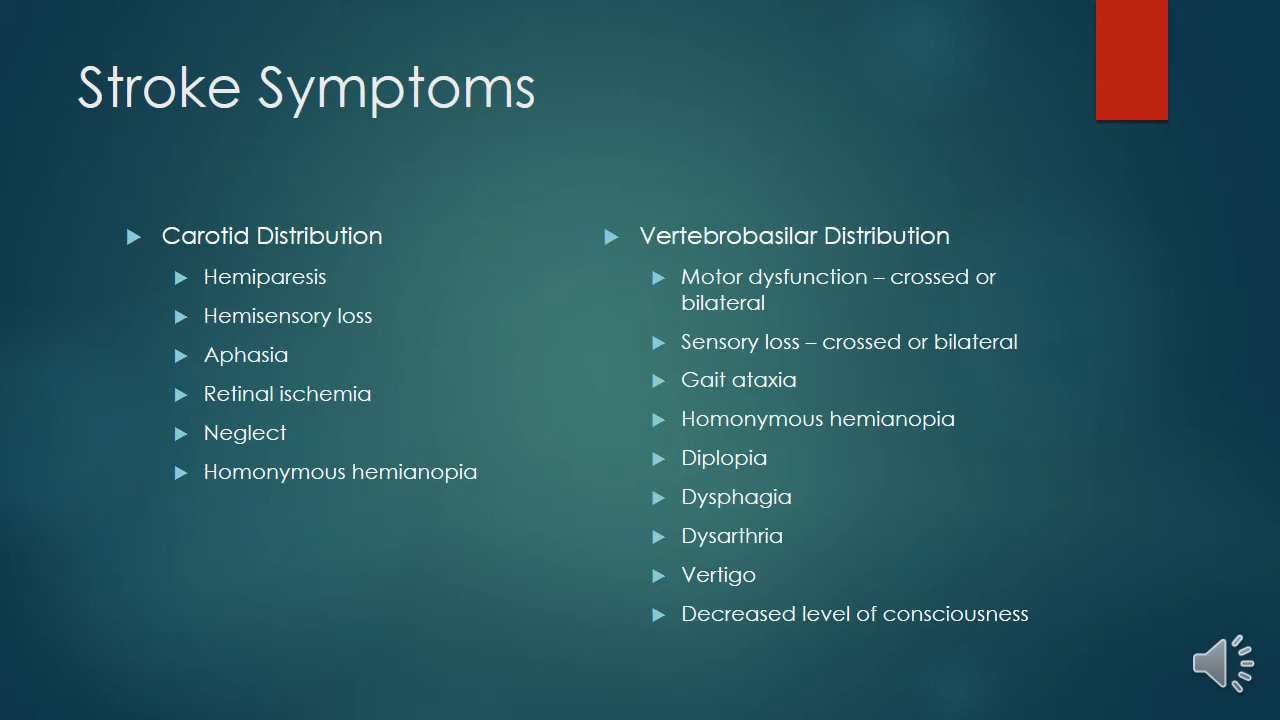 Stroke Symptoms
Carotid Distribution
Hemiparesis
Hemisensory loss
Aphasia
Retinal ischemia
Neglect
Homonymous hemianopia
Vertebrobasilar Distribution
Motor dysfunction – crossed or
bilateral
Sensory loss – crossed or bilateral
Gait ataxia
Homonymous hemianopia
Diplopia
Dysphagia
Dysarthria
Vertigo
Decreased level of consciousness